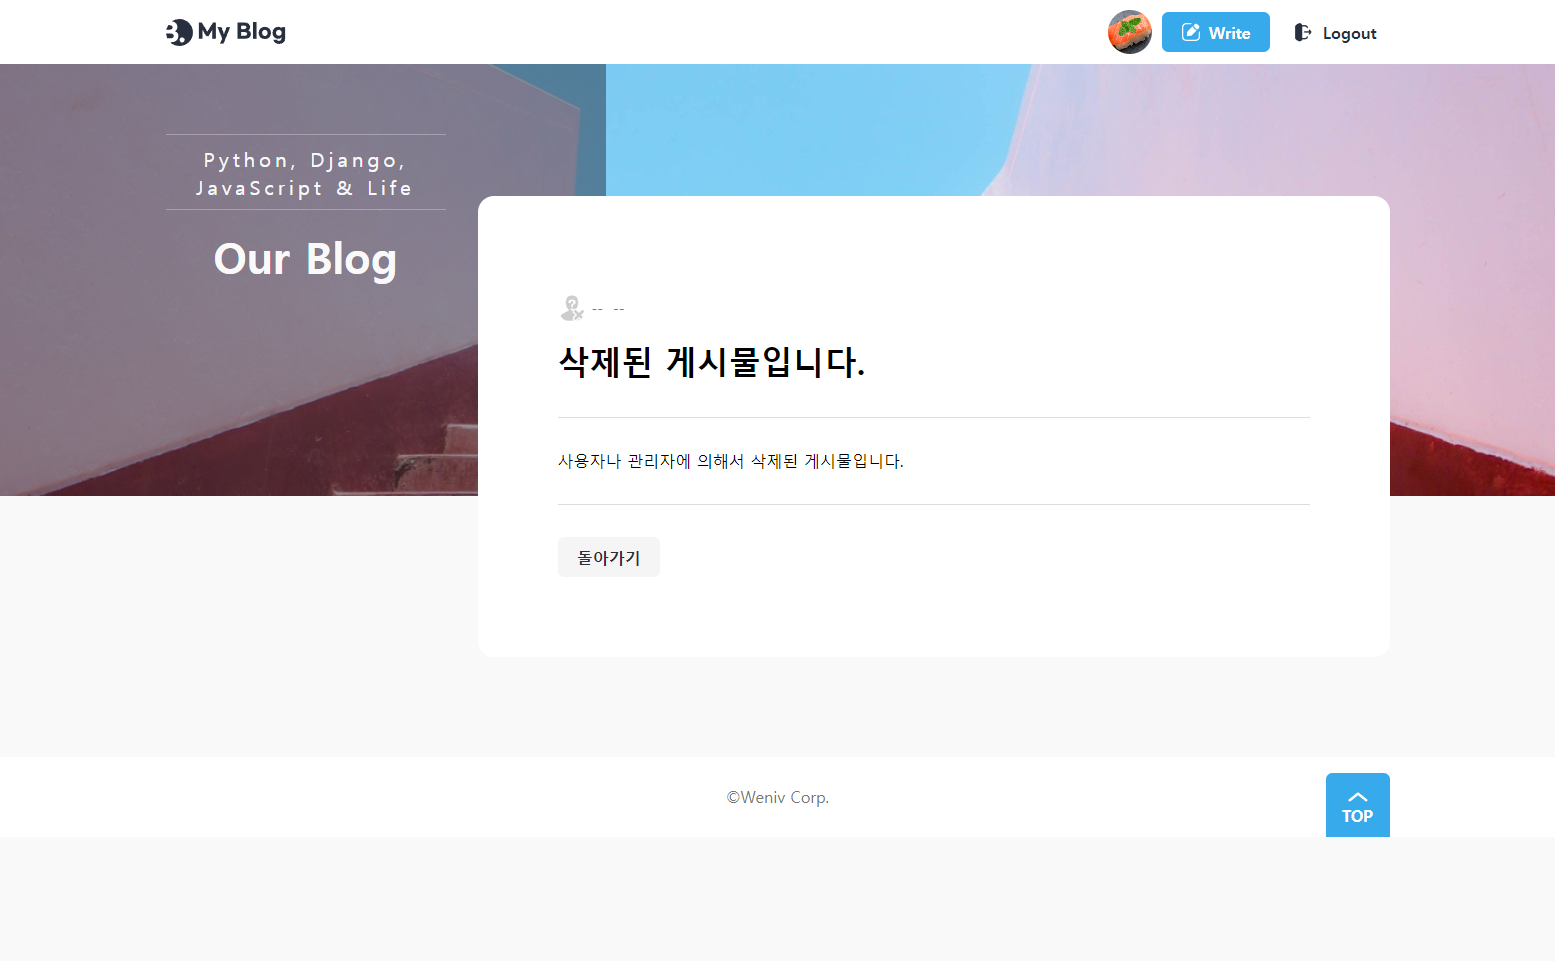 My Blog
Write
Logout
Python, Django,
JavaScript & Life
Our Blog
-- --
삭제된 게시물입니다.
사용자나 관리자에 의해서 삭제된 게시물입니다.
돌아가기
©Weniv Corp.
TOP